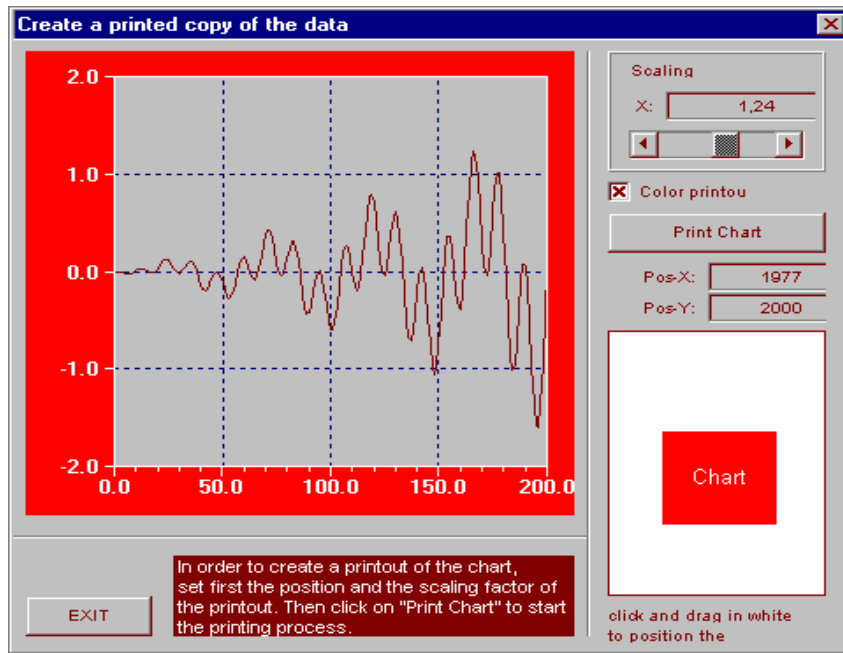 Create a printed copy of the data
2.0
1.0
0.0
-1.0
-2.0
0.0 50.0 100.0 150.0 200.0
Scaling
X: 1,24
Color printou
Print Chart
Pos-X: 1977
Pos-Y: 2000
Chart
click and drag in white
to position the
EXIT
In order to create a printout of the chart,
set first the position and the scaling factor of
the printout. Then click on "Print Chart" to start
the printing process.